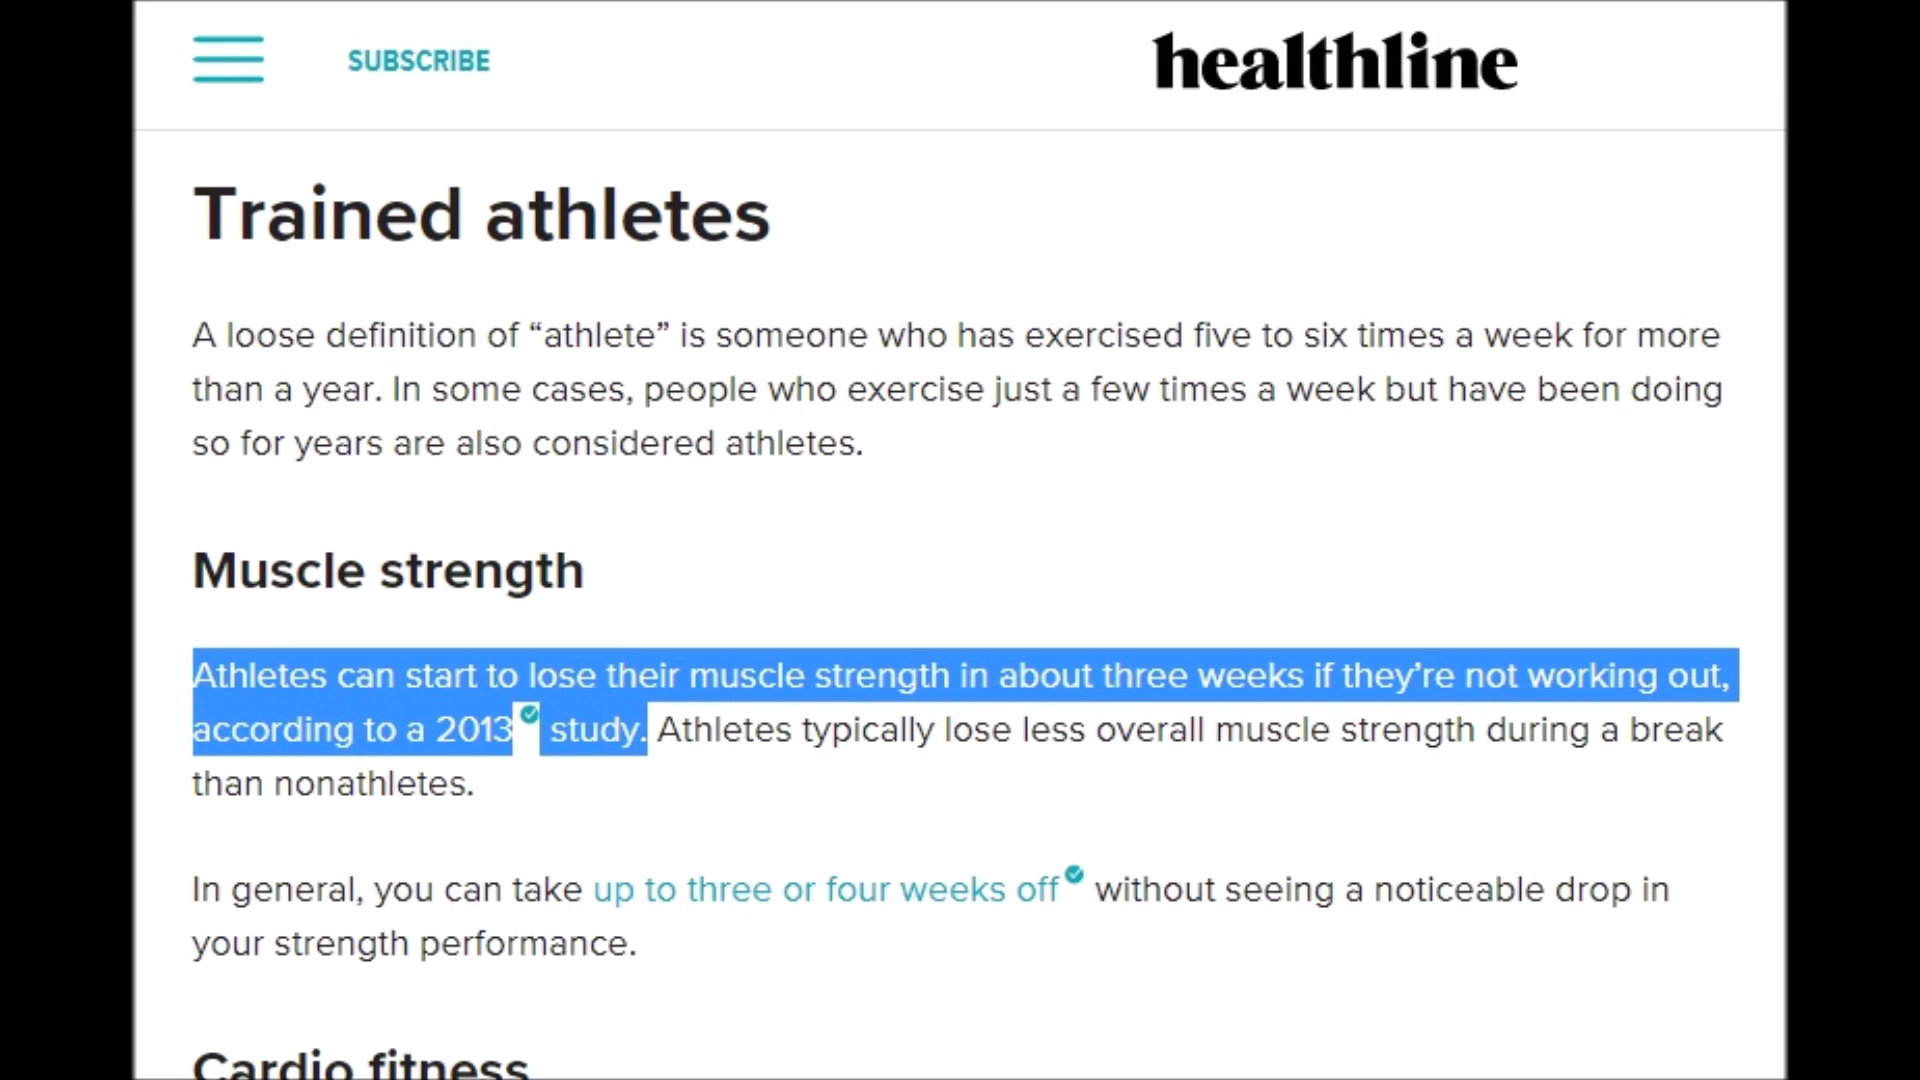 SUBSCRIBE
healthline
Trained athletes
A loose definition of “athlete” is someone who has exercised five to six times a week for more
than a year. In some cases, people who exercise just a few times a week but have been doing
so for years are also considered athletes.
Muscle strength
Athletes can start to lose their muscle strength in about three weeks if they’re not working out,
according to a 2013 study. Athletes typically lose less overall muscle strength during a break
than nonathletes.
In general, you can take up to three or four weeks off without seeing a noticeable drop in
your strength performance.
Cardio fitness